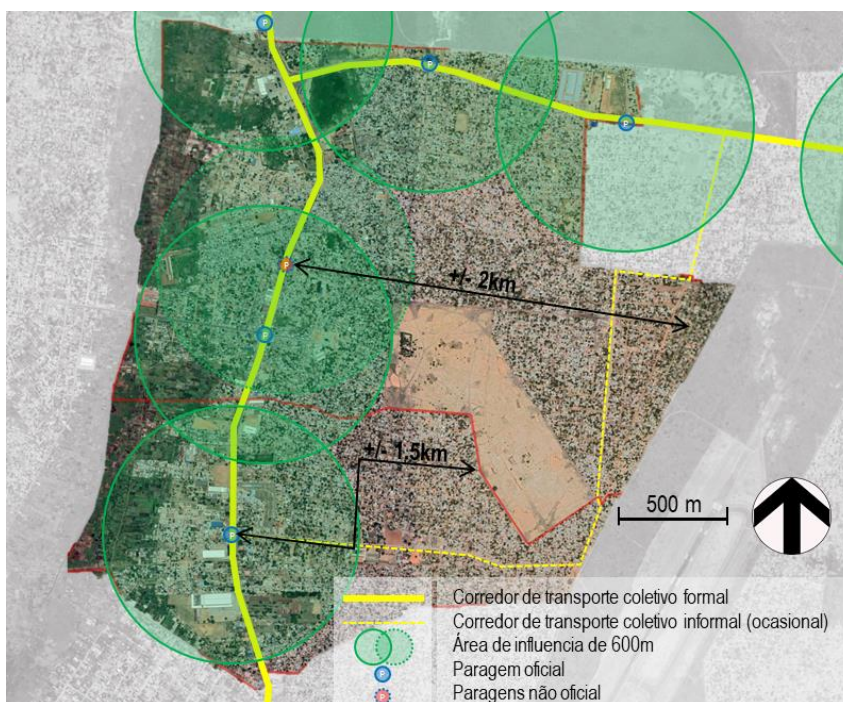 P
P
P
+/- 2km
P
P
+/- 1,5km
500 m
P
Corredor de transporte coletivo formal
Corredor de transporte coletivo informal (ocasional)
Área de influencia de 600m
P Paragem oficial
P Paragens não oficial